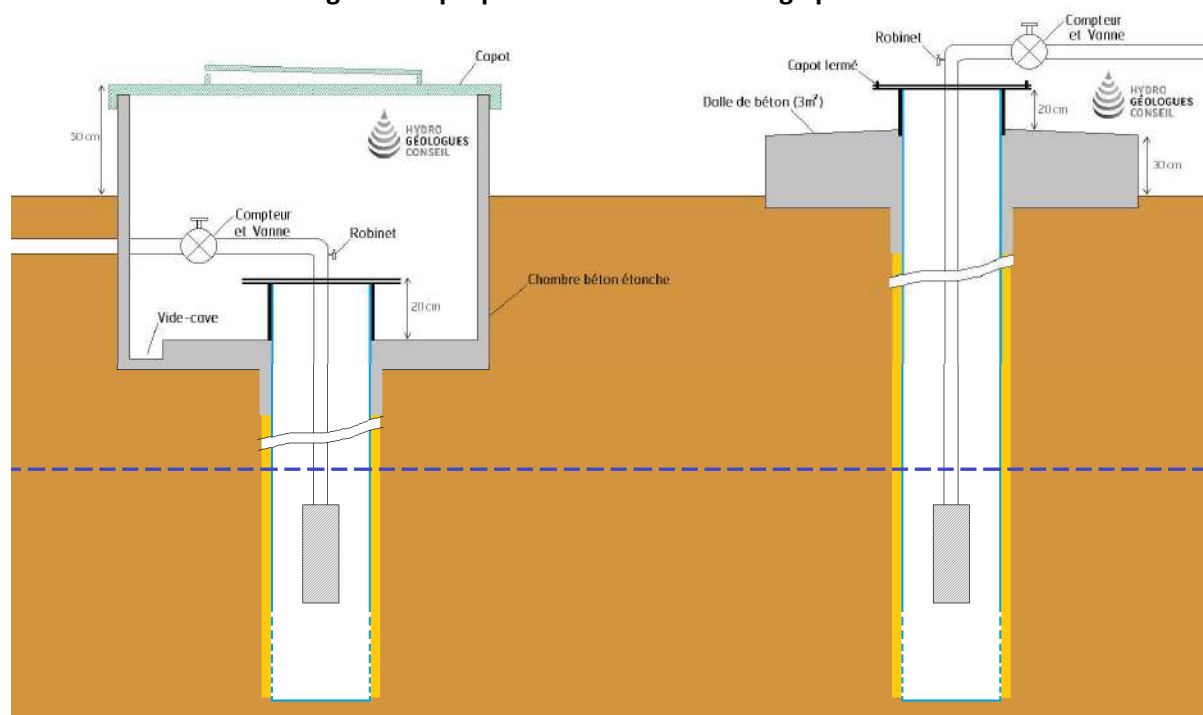 Capot
50 cm
HYDRO
GÉOLOGUES
CONSEIL
Compteur
et Vanne
Robinet
Chambre béton étanche
20 cm
Vide-cave
Compteur
et Vanne
Robinet
Capot fermé
Dalle de béton (3m²)
20 cm
HYDRO
GÉOLOGUES
CONSEIL
30 cm